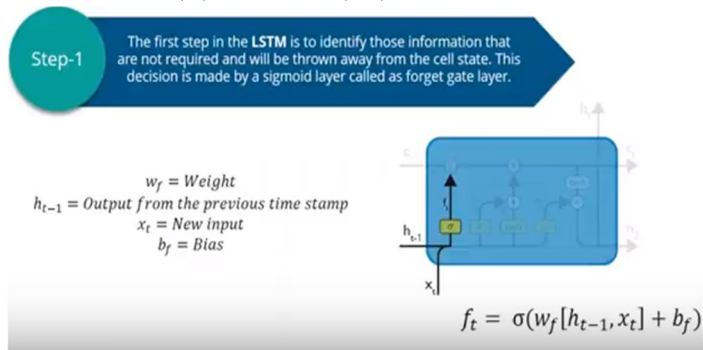 Step-1
The first step in the LSTM is to identify those information that
are not required and will be thrown away from the cell state. This
decision is made by a sigmoid layer called as forget gate layer.
w_f = Weight
h_{t-1} = Output from the previous time stamp
x_t = New input
b_f = Bias
h_t
c
f_t
σ
h_{t-1}
x_t
f_t = σ(w_f[h_{t-1}, x_t] + b_f)